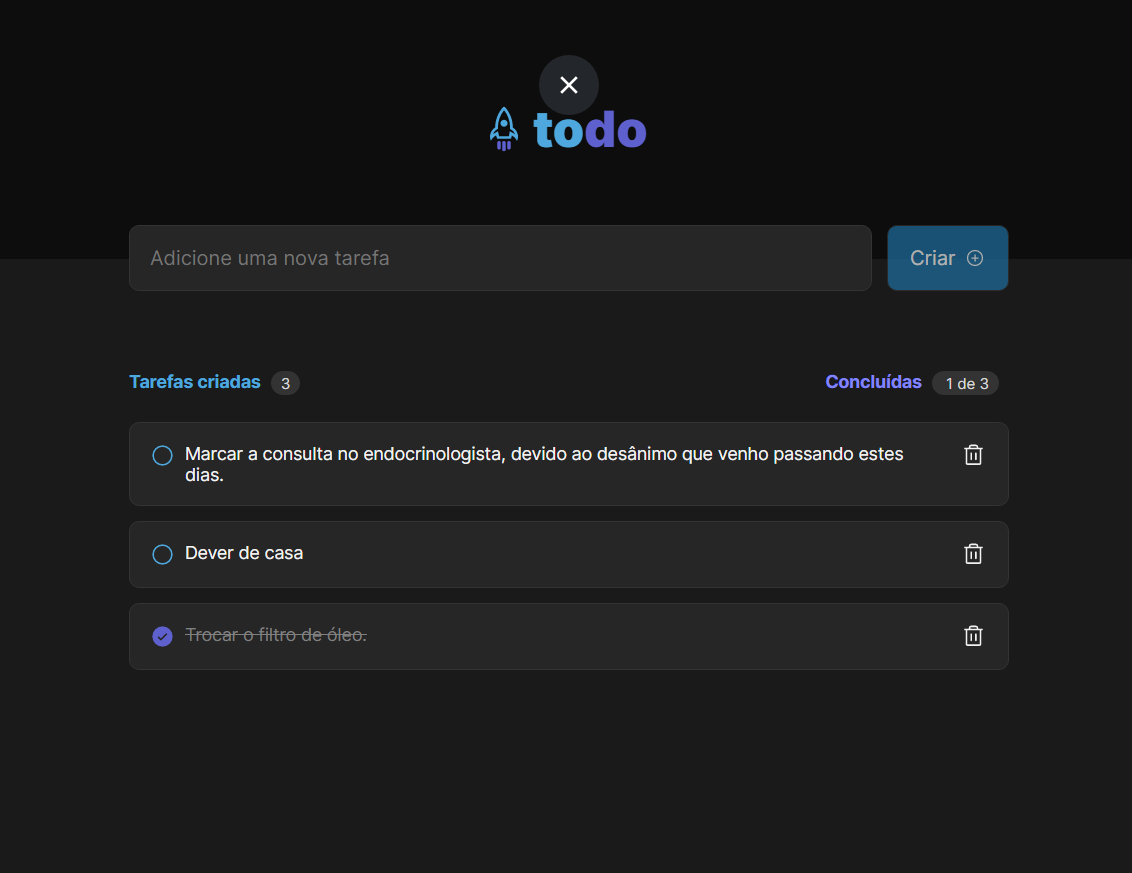 todo
Adicione uma nova tarefa
Criar
Tarefas criadas 3
Concluídas 1 de 3
Marcar a consulta no endocrinologista, devido ao desânimo que venho passando estes
dias.
Dever de casa
Trocar o filtro de óleo.